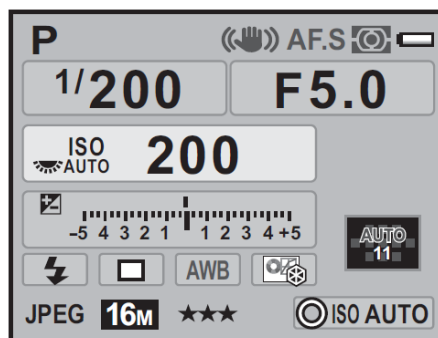 P AF.S
1/200 F5.0
ISO AUTO 200
-5 4 3 2 1 1 2 3 4 +5
AUTO 11
AWB
JPEG 16M ★★★ ISO AUTO